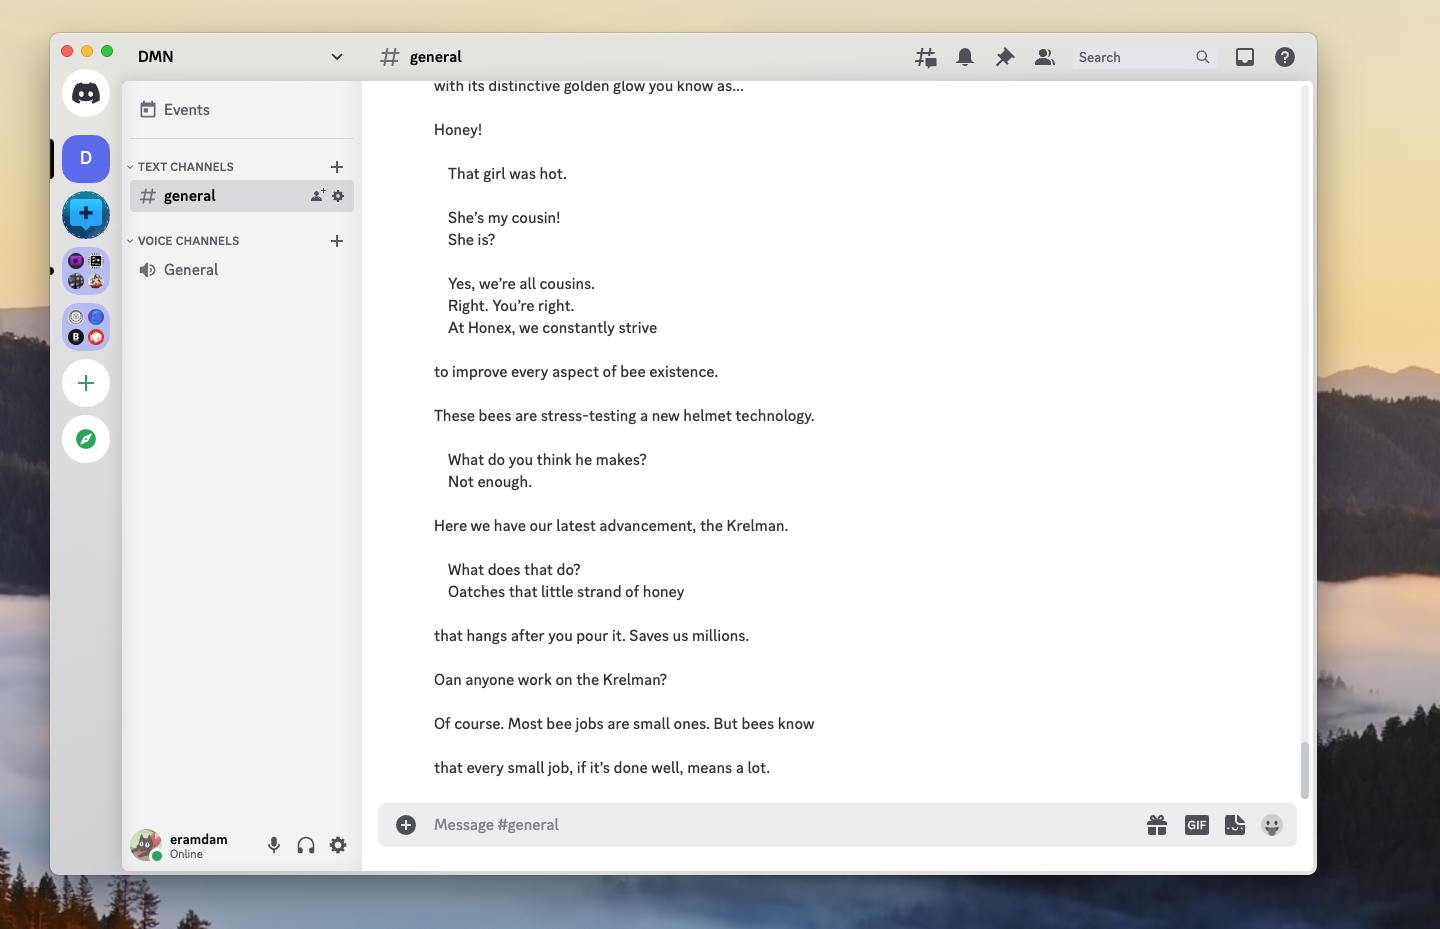 DMN
general
Search
Events
TEXT CHANNELS
general
VOICE CHANNELS
General
D
B
with its distinctive golden glow you know as...
Honey!
That girl was hot.
She's my cousin!
She is?
Yes, we're all cousins.
Right. You're right.
At Honex, we constantly strive
to improve every aspect of bee existence.
These bees are stress-testing a new helmet technology.
What do you think he makes?
Not enough.
Here we have our latest advancement, the Krelman.
What does that do?
Oatches that little strand of honey
that hangs after you pour it. Saves us millions.
Oan anyone work on the Krelman?
Of course. Most bee jobs are small ones. But bees know
that every small job, if it's done well, means a lot.
Message #general
GIF
eramdam
Online